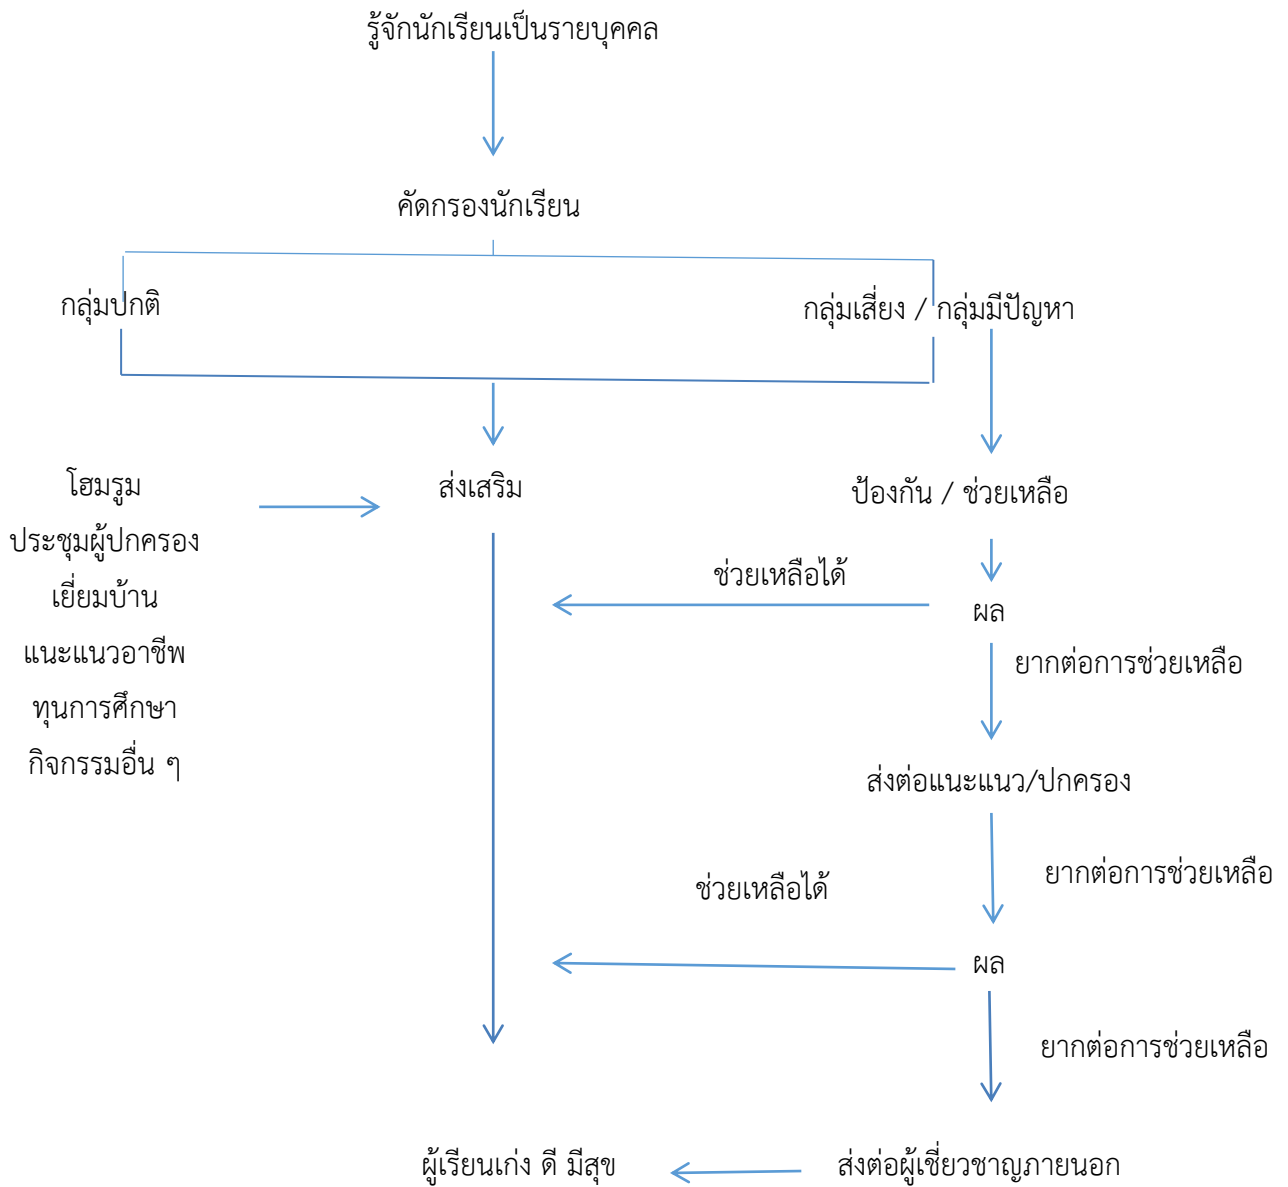 รู้จักนักเรียนเป็นรายบุคคล
คัดกรองนักเรียน
กลุ่มปกติ
กลุ่มเสี่ยง / กลุ่มมีปัญหา
โฮมรูม
ส่งเสริม
ป้องกัน / ช่วยเหลือ
ประชุมผู้ปกครอง
ช่วยเหลือได้
เยี่ยมบ้าน
ผล
แนะแนวอาชีพ
ยากต่อการช่วยเหลือ
ทุนการศึกษา
กิจกรรมอื่น ๆ
ส่งต่อแนะแนว/ปกครอง
ช่วยเหลือได้
ยากต่อการช่วยเหลือ
ผล
ยากต่อการช่วยเหลือ
ผู้เรียนเก่ง ดี มีสุข
ส่งต่อผู้เชี่ยวชาญภายนอก